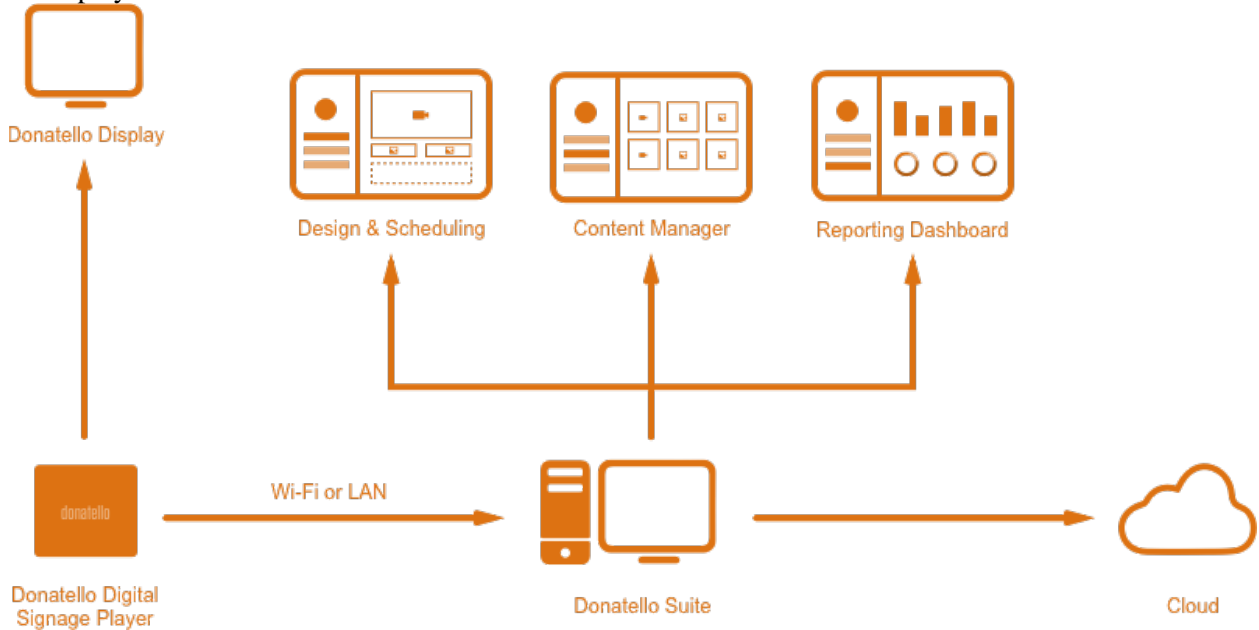 Donatello Display
Design & Scheduling
Content Manager
Reporting Dashboard
Wi-Fi or LAN
donatello
Donatello Digital
Signage Player
Donatello Suite
Cloud